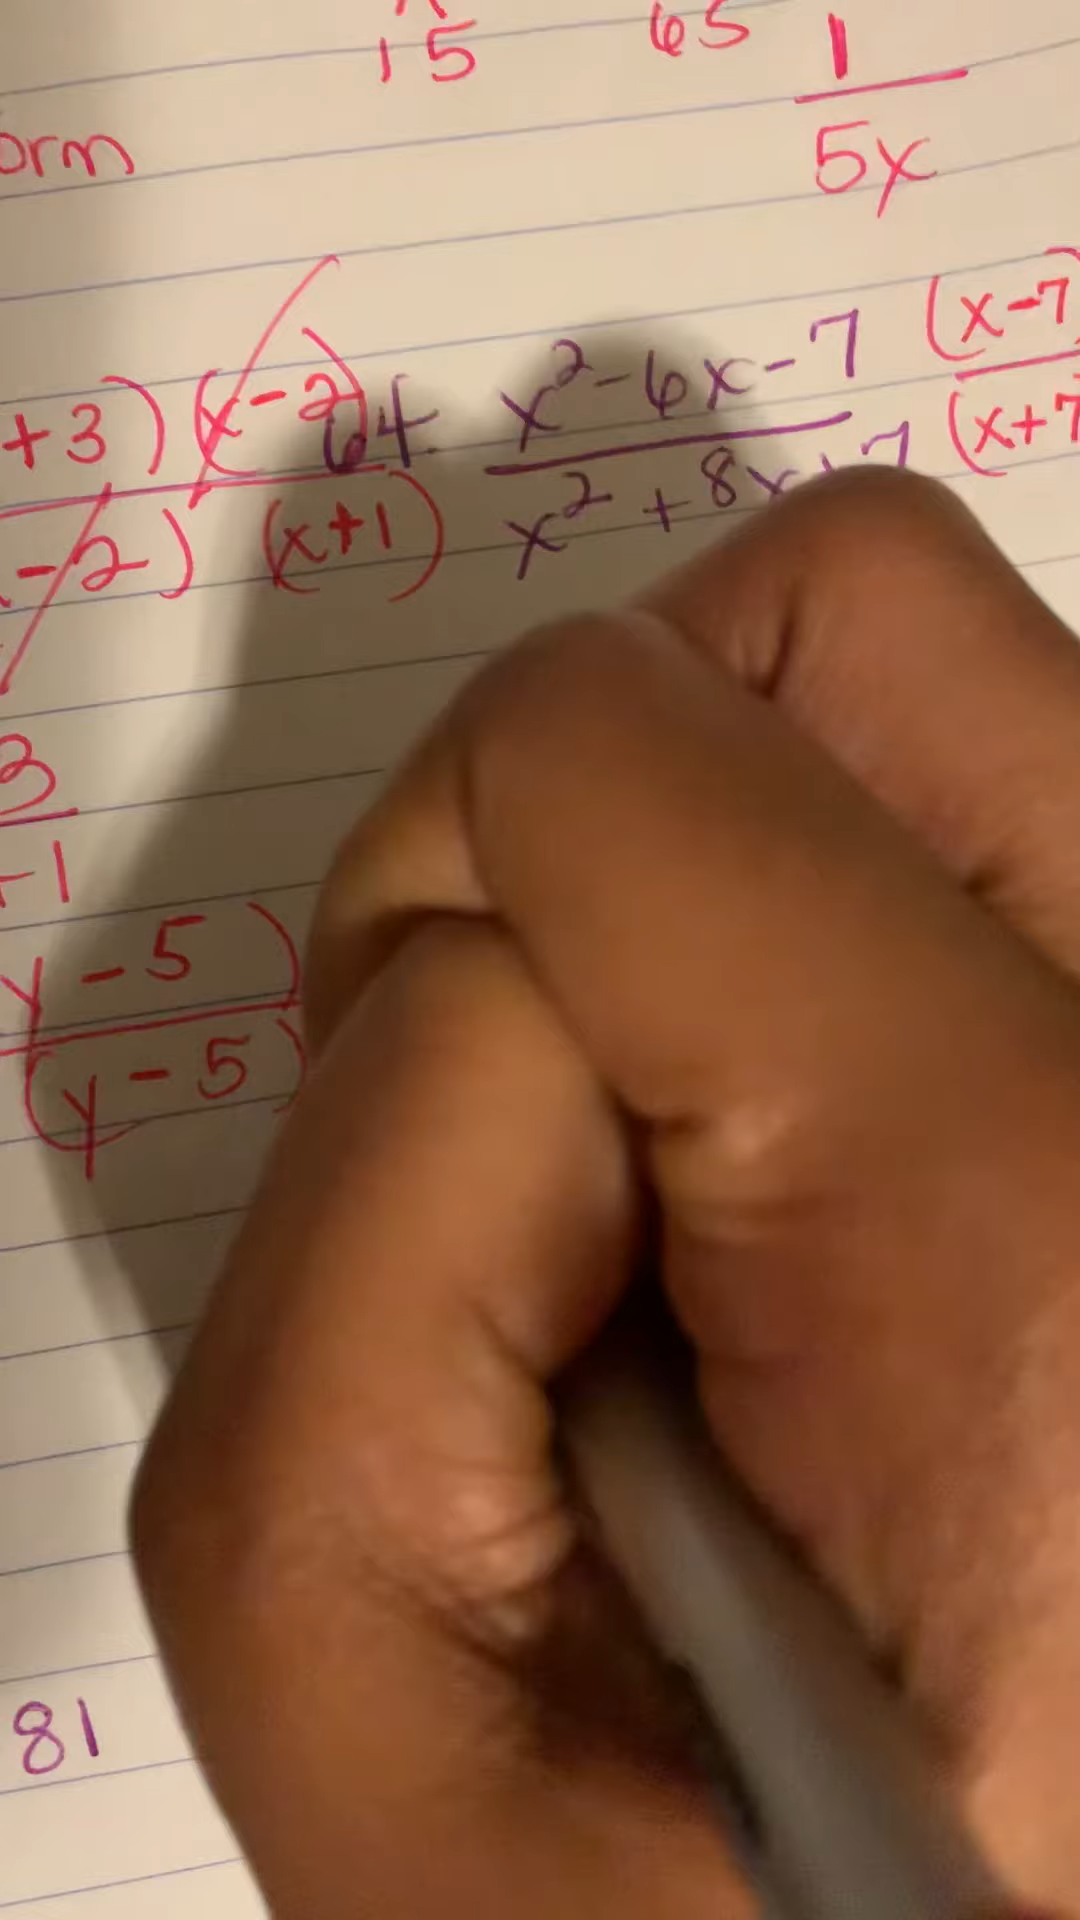 15 65 1
5x
orm
+3)(x-2)
-2)(x+1)
64. x²-6x-7 (x-7
x²+8x+7 (x+7
3
+1
y-5)
(y-5)
81